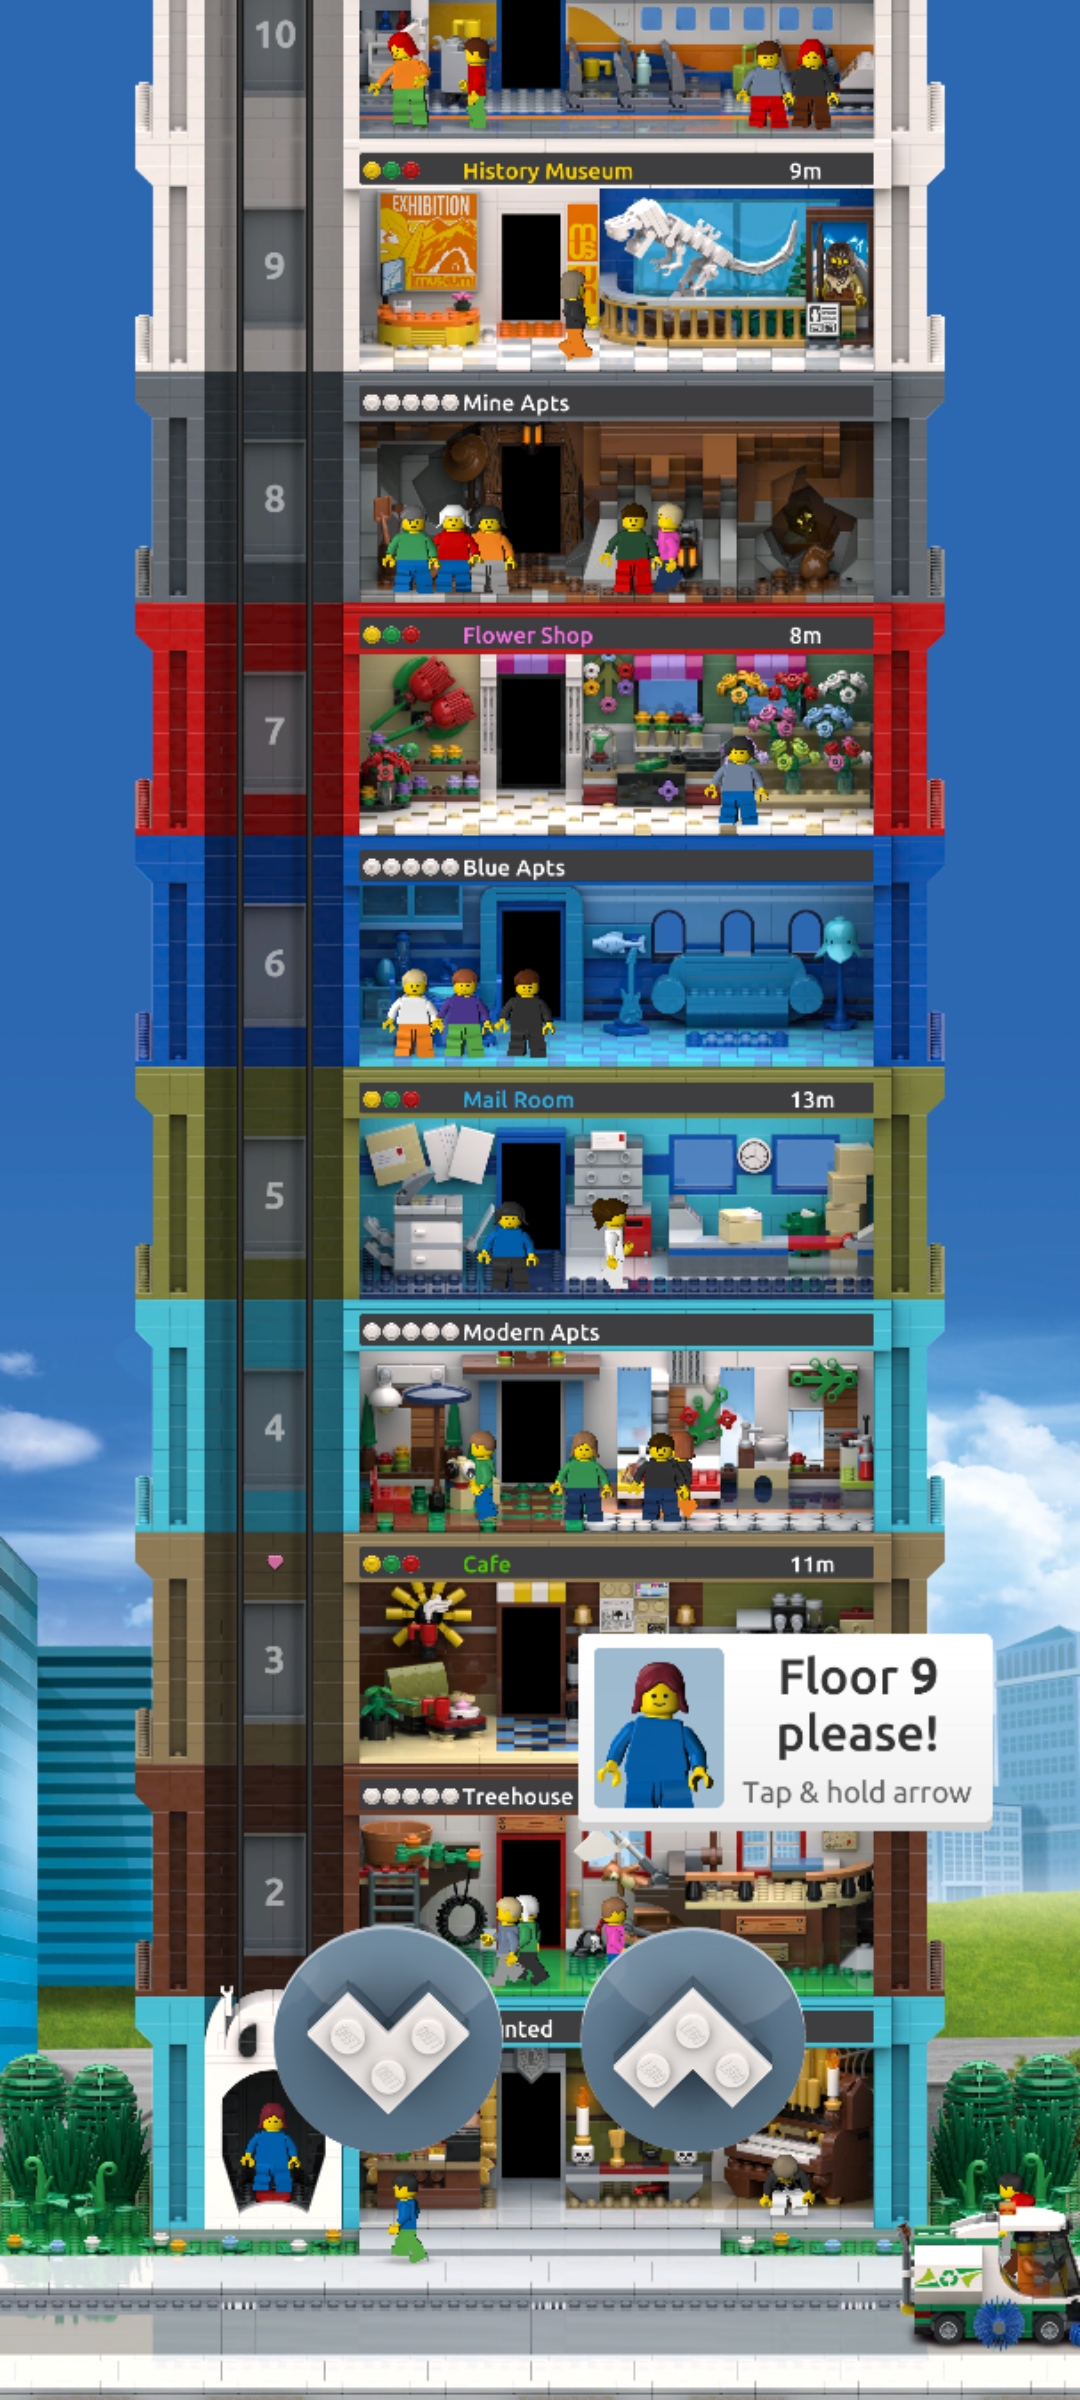 10
History Museum 9m
EXHIBITION
museum
9
Mine Apts
8
Flower Shop 8m
7
Blue Apts
6
Mail Room 13m
5
Modern Apts
4
Cafe 11m
3
Floor 9
please!
Tap & hold arrow
Treehouse
2
nted